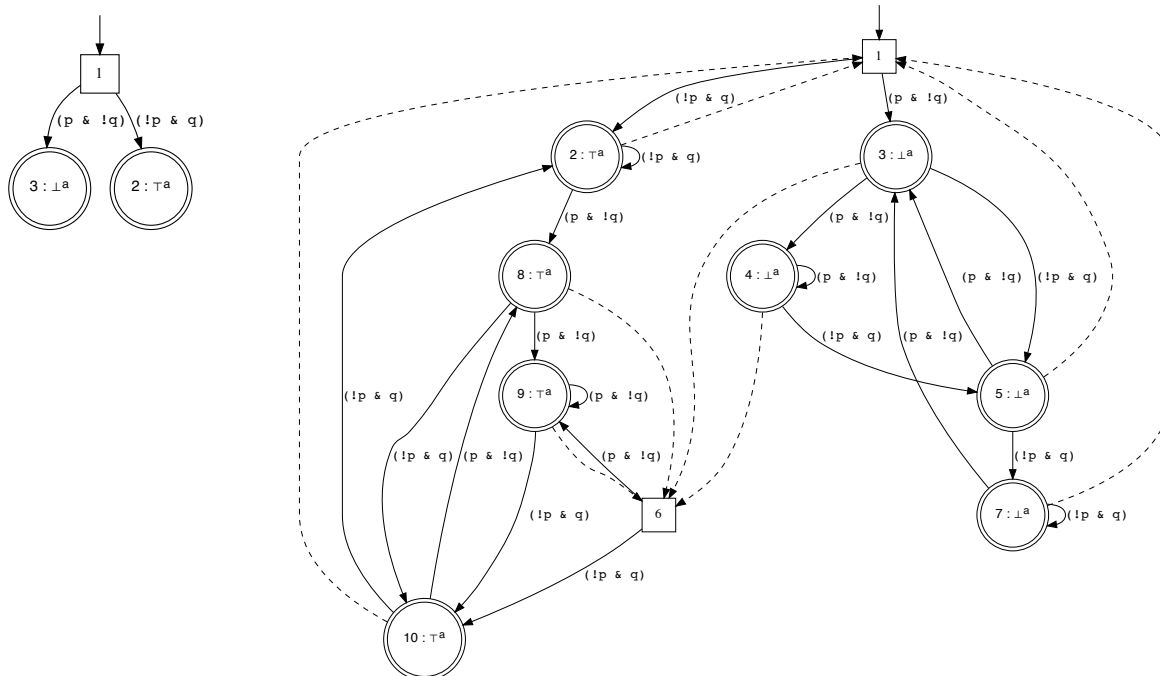 1
(p & !q)
(!p & q)
3 : ⊥a
2 : ⊤a
1
(!p & q)
(p & !q)
2 : ⊤a
(!p & q)
3 : ⊥a
(p & !q)
(p & !q)
8 : ⊤a
4 : ⊥a
(p & !q)
(p & !q)
(!p & q)
(p & !q)
(!p & q)
(p & !q)
(!p & q)
9 : ⊤a
(p & !q)
5 : ⊥a
(!p & q)
(p & !q)
(p & !q)
(!p & q)
(!p & q)
6
7 : ⊥a
(!p & q)
(!p & q)
10 : ⊤a